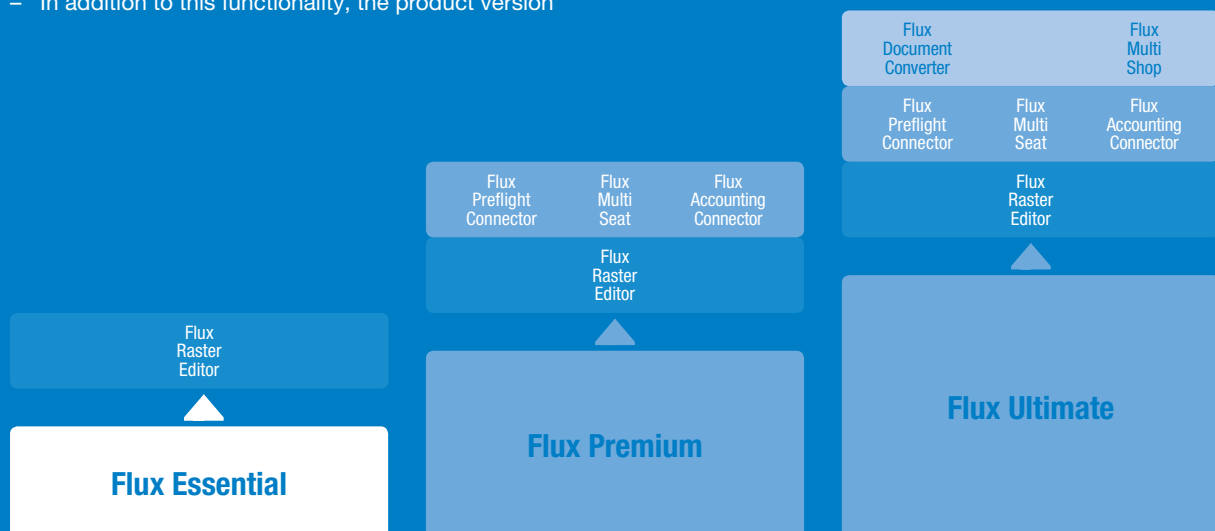 – In addition to this functionality, the product version
Flux
Document
Converter
Flux
Multi
Shop
Flux
Preflight
Connector
Flux
Multi
Seat
Flux
Accounting
Connector
Flux
Raster
Editor
Flux Ultimate
Flux
Preflight
Connector
Flux
Multi
Seat
Flux
Accounting
Connector
Flux
Raster
Editor
Flux Premium
Flux
Raster
Editor
Flux Essential